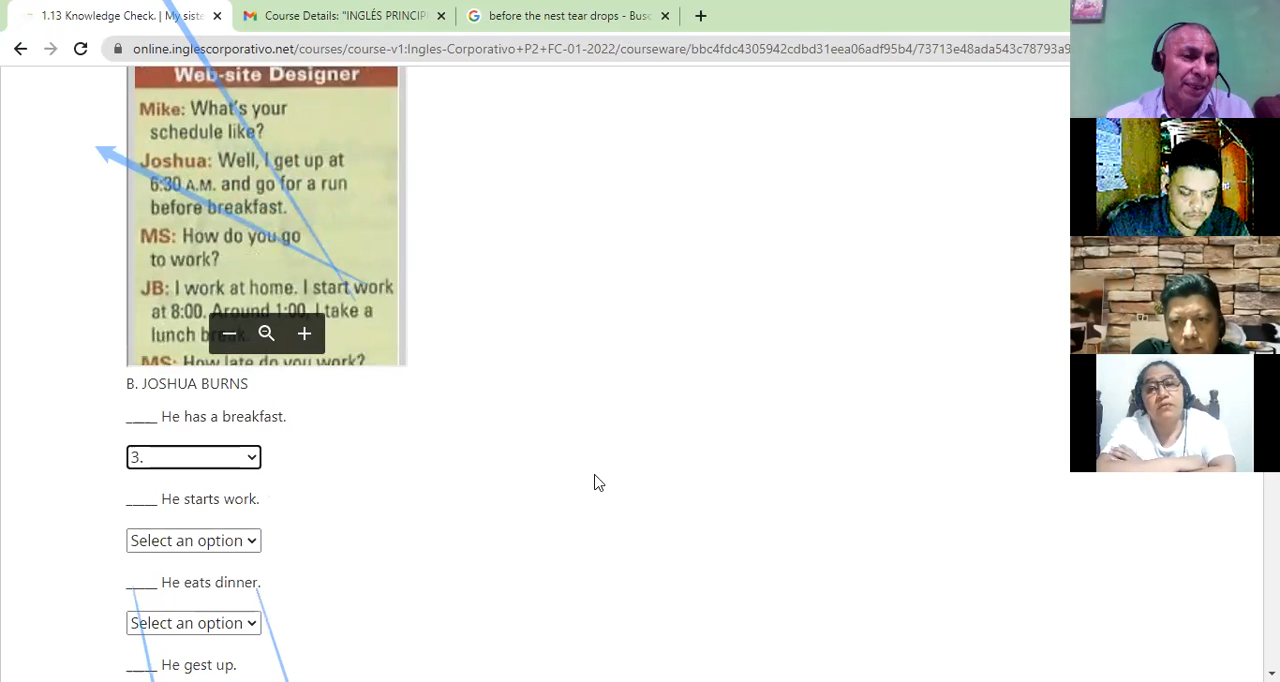 1.13 Knowledge Check. | My siste
Course Details: "INGLÉS PRINCIPI
before the nest tear drops - Busc
online.inglescorporativo.net/courses/course-v1:Ingles-Corporativo+P2+FC-01-2022/courseware/bbc4fdc4305942cdbd31eea06adf95b4/73713e48ada543c78793a9
Web-site Designer
Mike: What's your
schedule like?
Joshua: Well, I get up at
6:30 A.M. and go for a run
before breakfast.
MS: How do you go
to work?
JB: I work at home. I start work
at 8:00. Around 1:00, I take a
lunch break.
MS: How late do you work?
B. JOSHUA BURNS
____ He has a breakfast.
3.
____ He starts work.
Select an option
____ He eats dinner.
Select an option
____ He gest up.